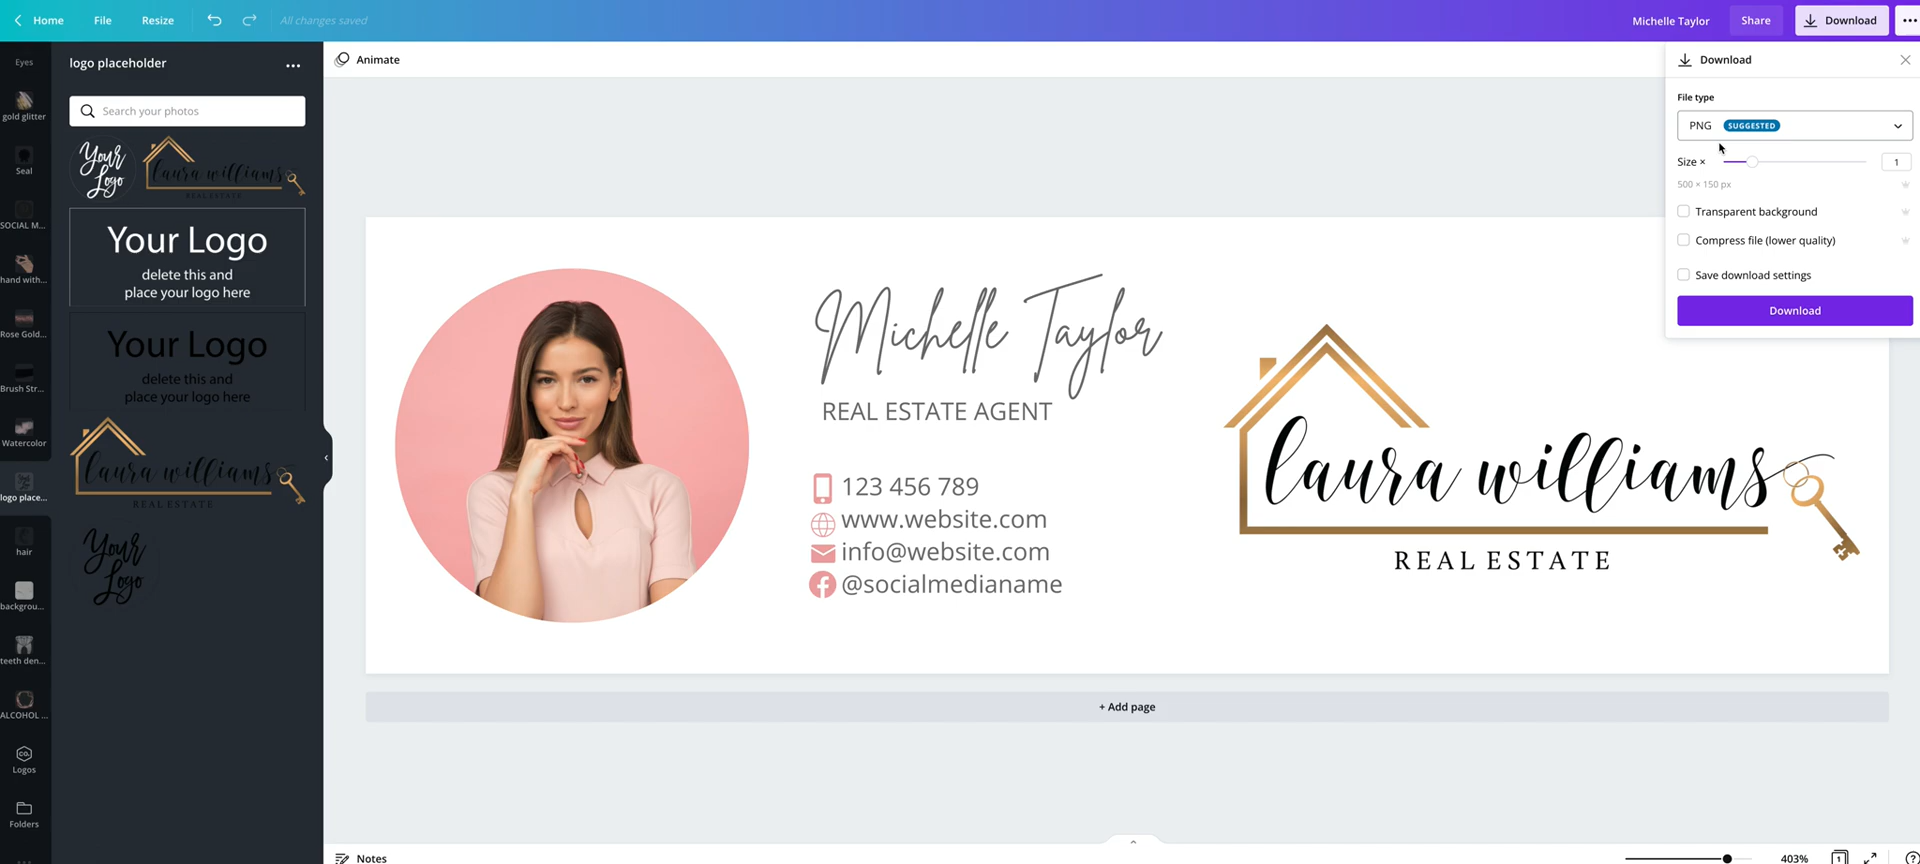 Home File Resize All changes saved Michelle Taylor Share Download
Eyes
gold glitter
Seal
SOCIAL M...
hand with...
Rose Gold...
Brush Str...
Watercolor
logo place...
hair
backgrou...
teeth den...
ALCOHOL ...
CO.
Logos
Folders
logo placeholder
Search your photos
Your
Logo
laura williams
REAL ESTATE
Your Logo
delete this and
place your logo here
Your Logo
delete this and
place your logo here
laura williams
REAL ESTATE
Your
Logo
Animate
Michelle Taylor
REAL ESTATE AGENT
123 456 789
www.website.com
info@website.com
@socialmedianame
laura williams
REAL ESTATE
+ Add page
Notes
403%
1
?
Download
File type
PNG SUGGESTED
Size × 1
500 × 150 px
Transparent background
Compress file (lower quality)
Save download settings
Download